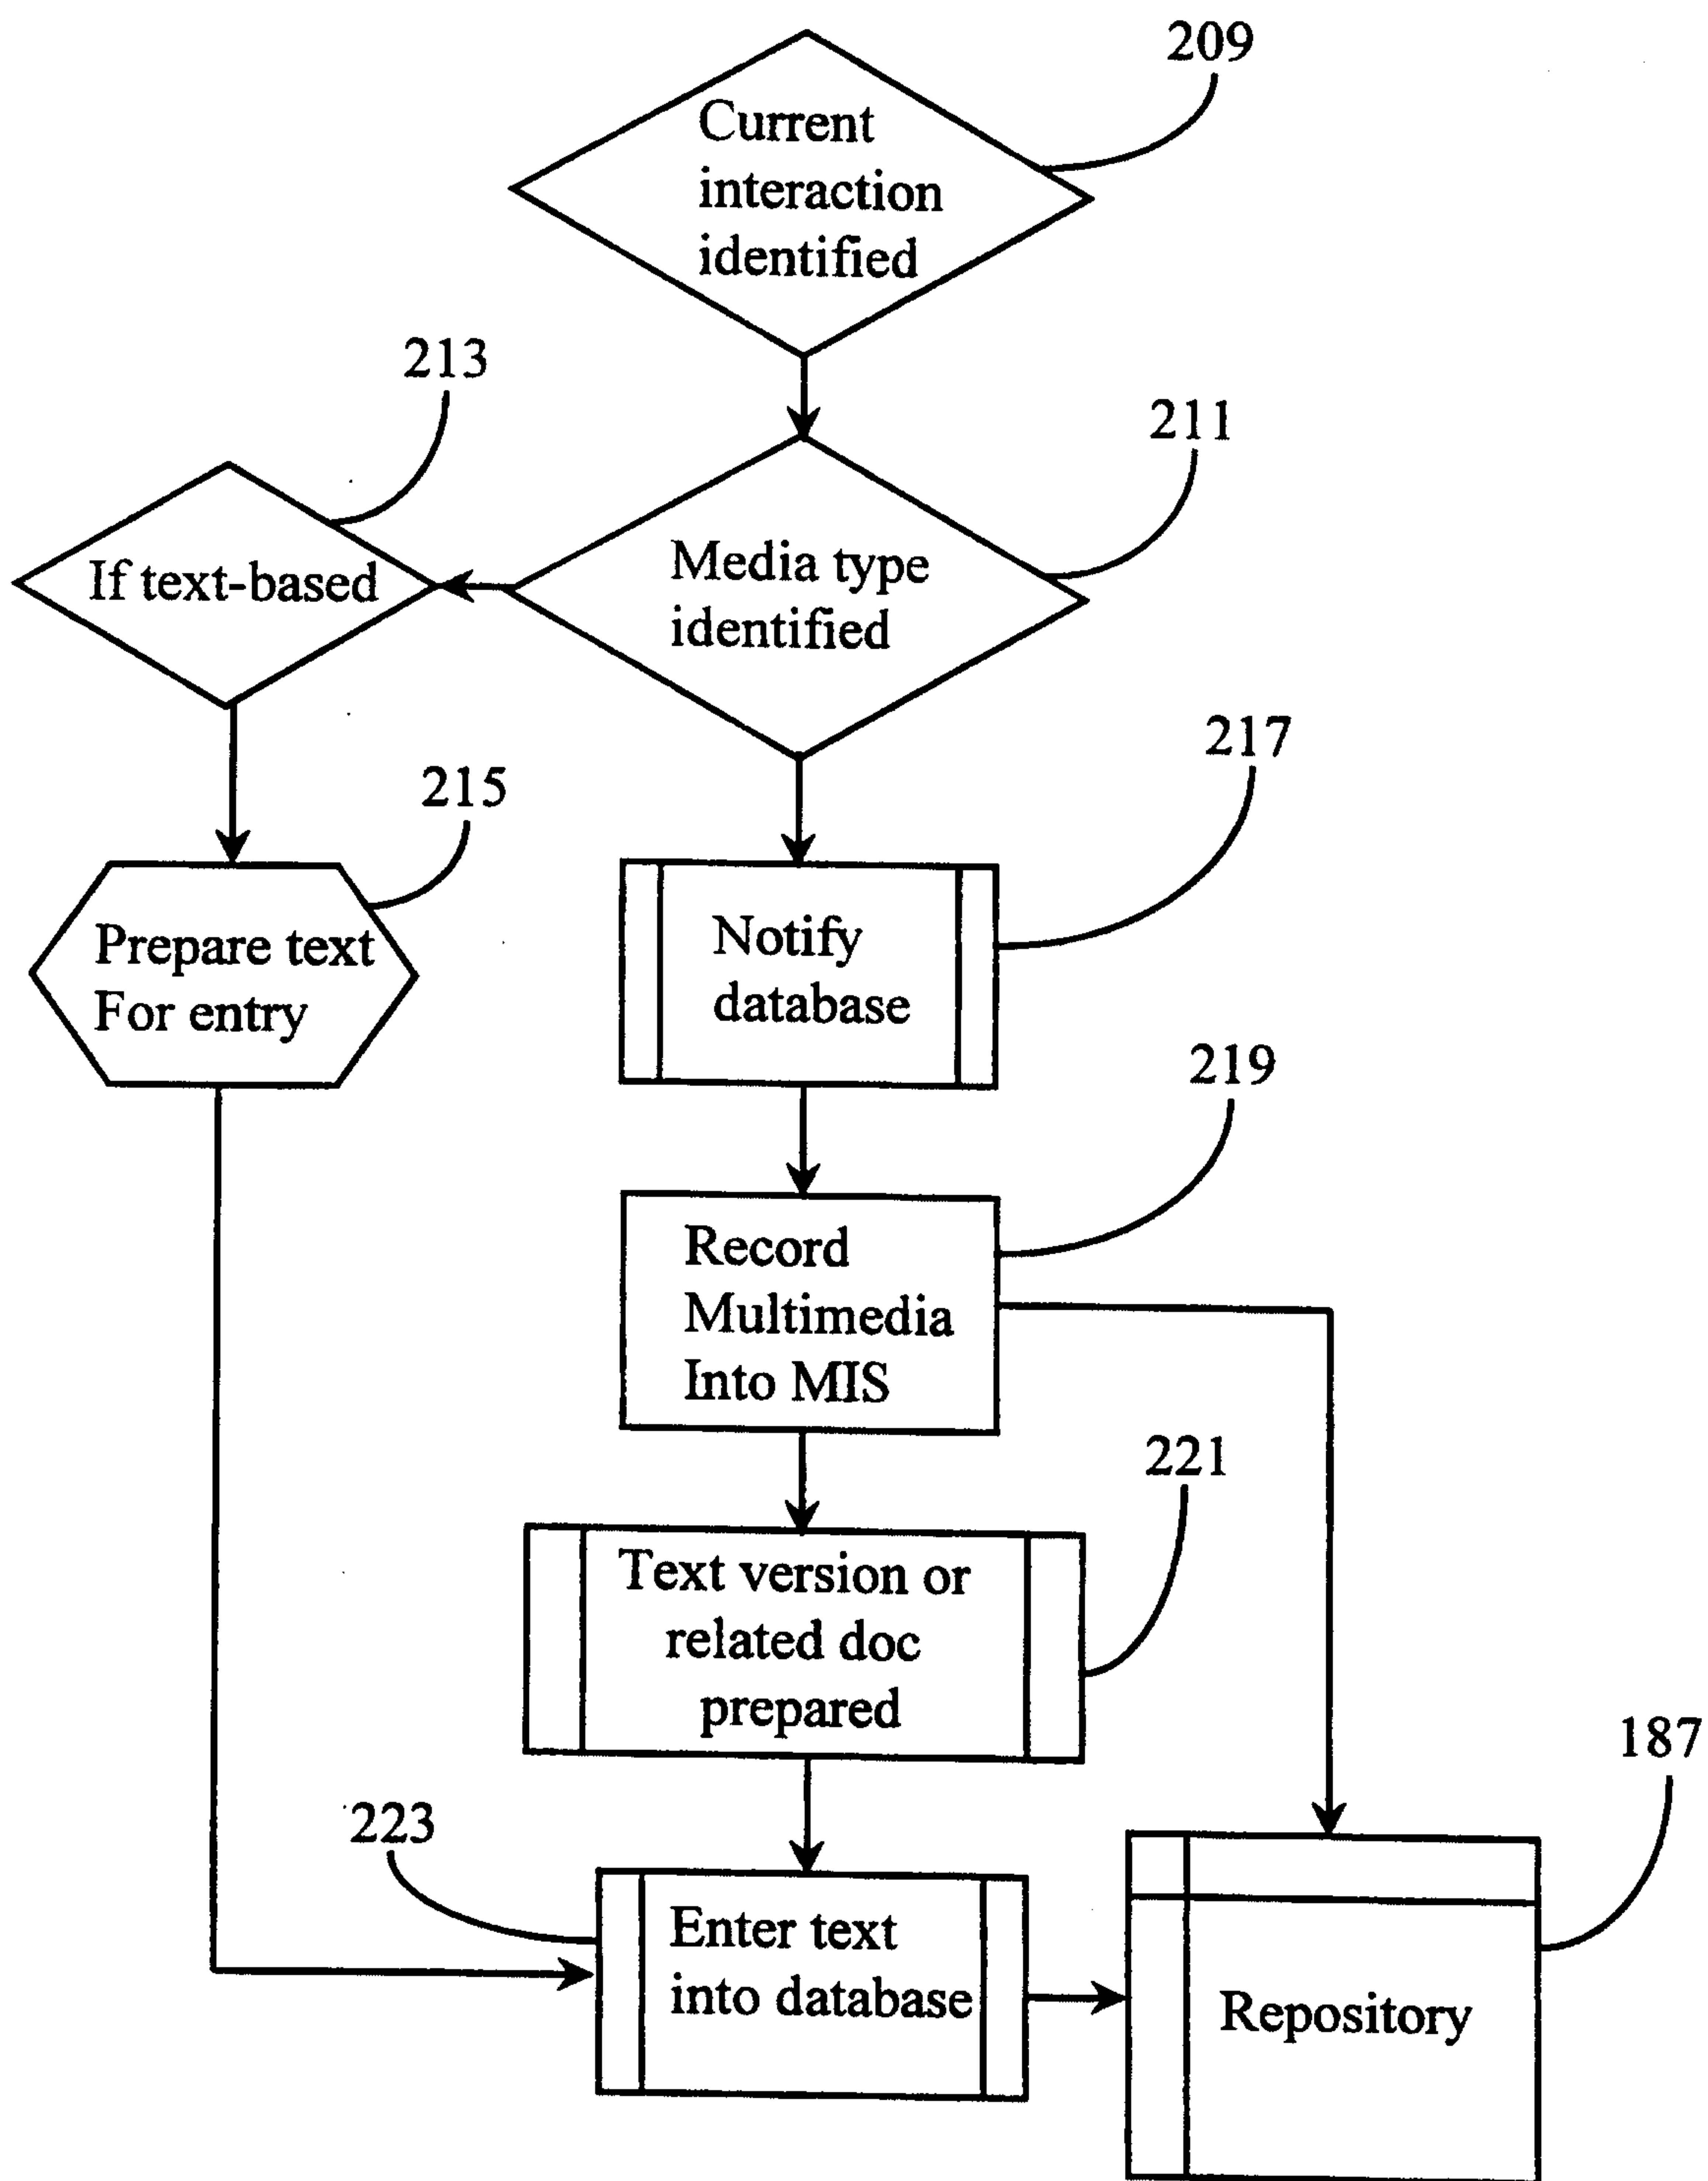 209
Current
interaction
identified
213
211
If text-based
Media type
identified
217
215
Prepare text
For entry
Notify
database
219
Record
Multimedia
Into MIS
221
Text version or
related doc
prepared
187
223
Enter text
into database
Repository